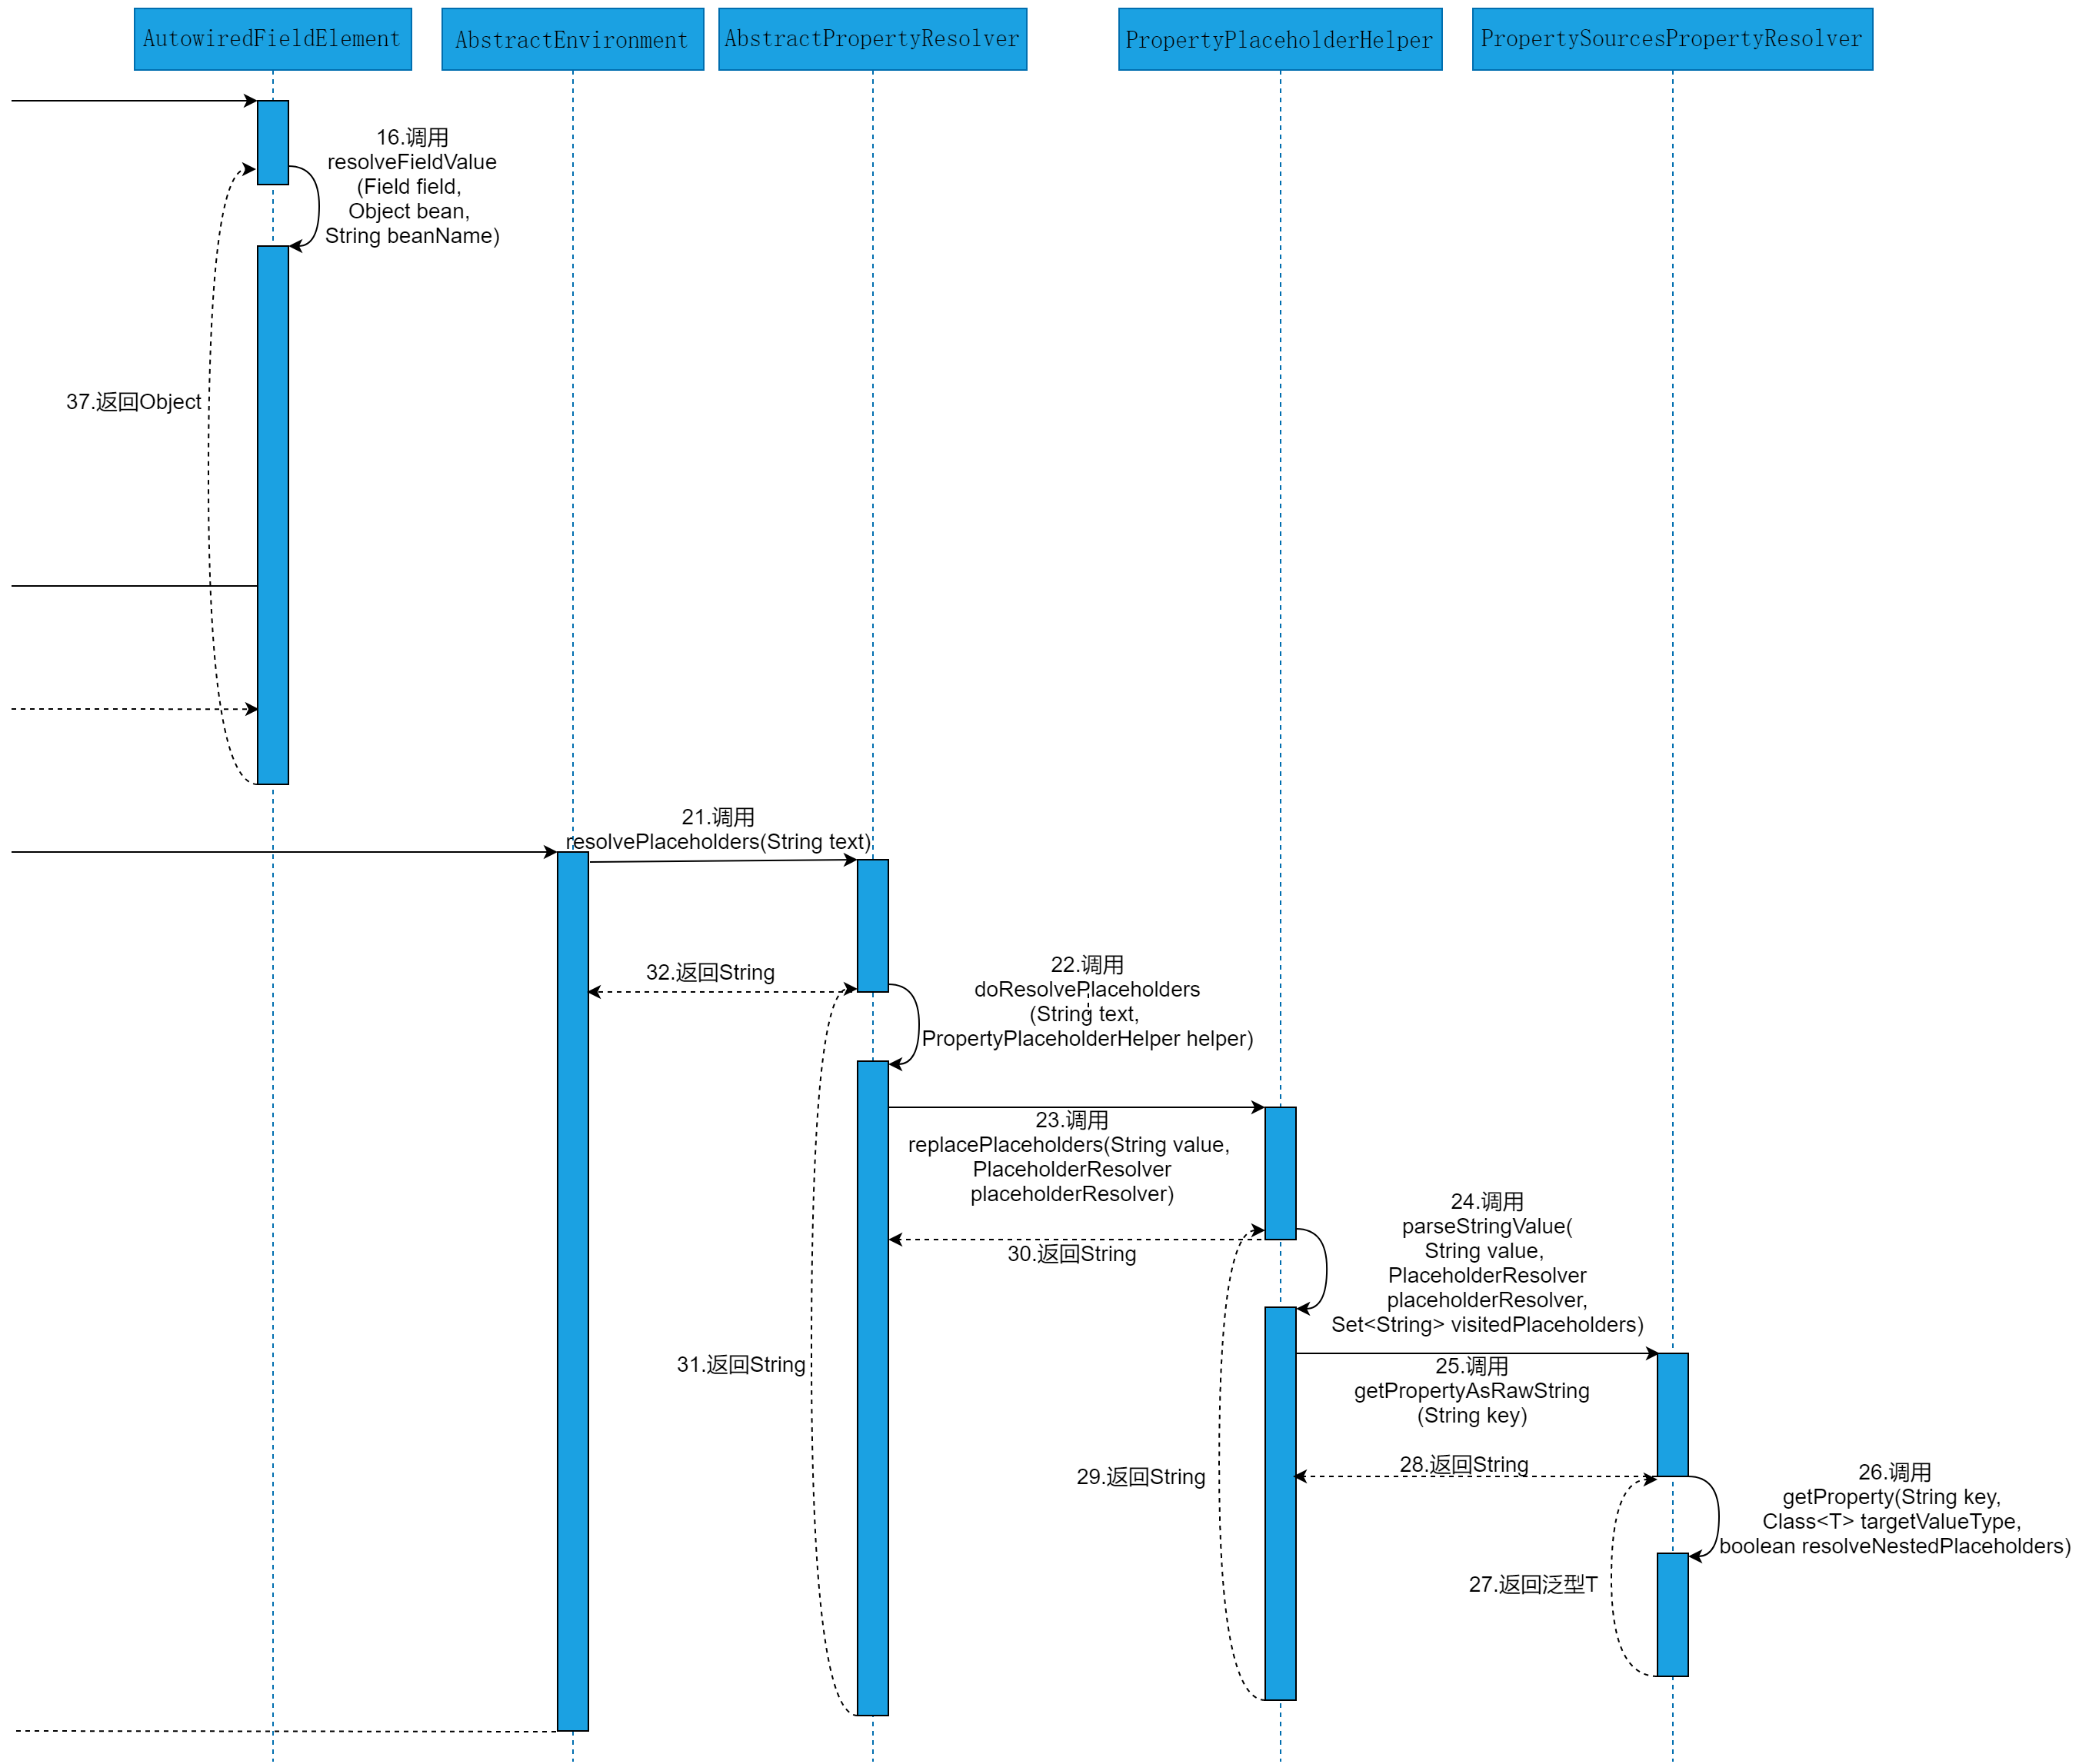 AutowiredFieldElement
AbstractEnvironment
AbstractPropertyResolver
PropertyPlaceholderHelper
PropertySourcesPropertyResolver
16.调用
resolveFieldValue
(Field field,
Object bean,
String beanName)
37.返回Object
21.调用
resolvePlaceholders(String text)
32.返回String
22.调用
doResolvePlaceholders
(String text,
PropertyPlaceholderHelper helper)
23.调用
replacePlaceholders(String value,
PlaceholderResolver
placeholderResolver)
30.返回String
24.调用
parseStringValue(
String value,
PlaceholderResolver
placeholderResolver,
Set<String> visitedPlaceholders)
31.返回String
25.调用
getPropertyAsRawString
(String key)
28.返回String
29.返回String
26.调用
getProperty(String key,
Class<T> targetValueType,
boolean resolveNestedPlaceholders)
27.返回泛型T